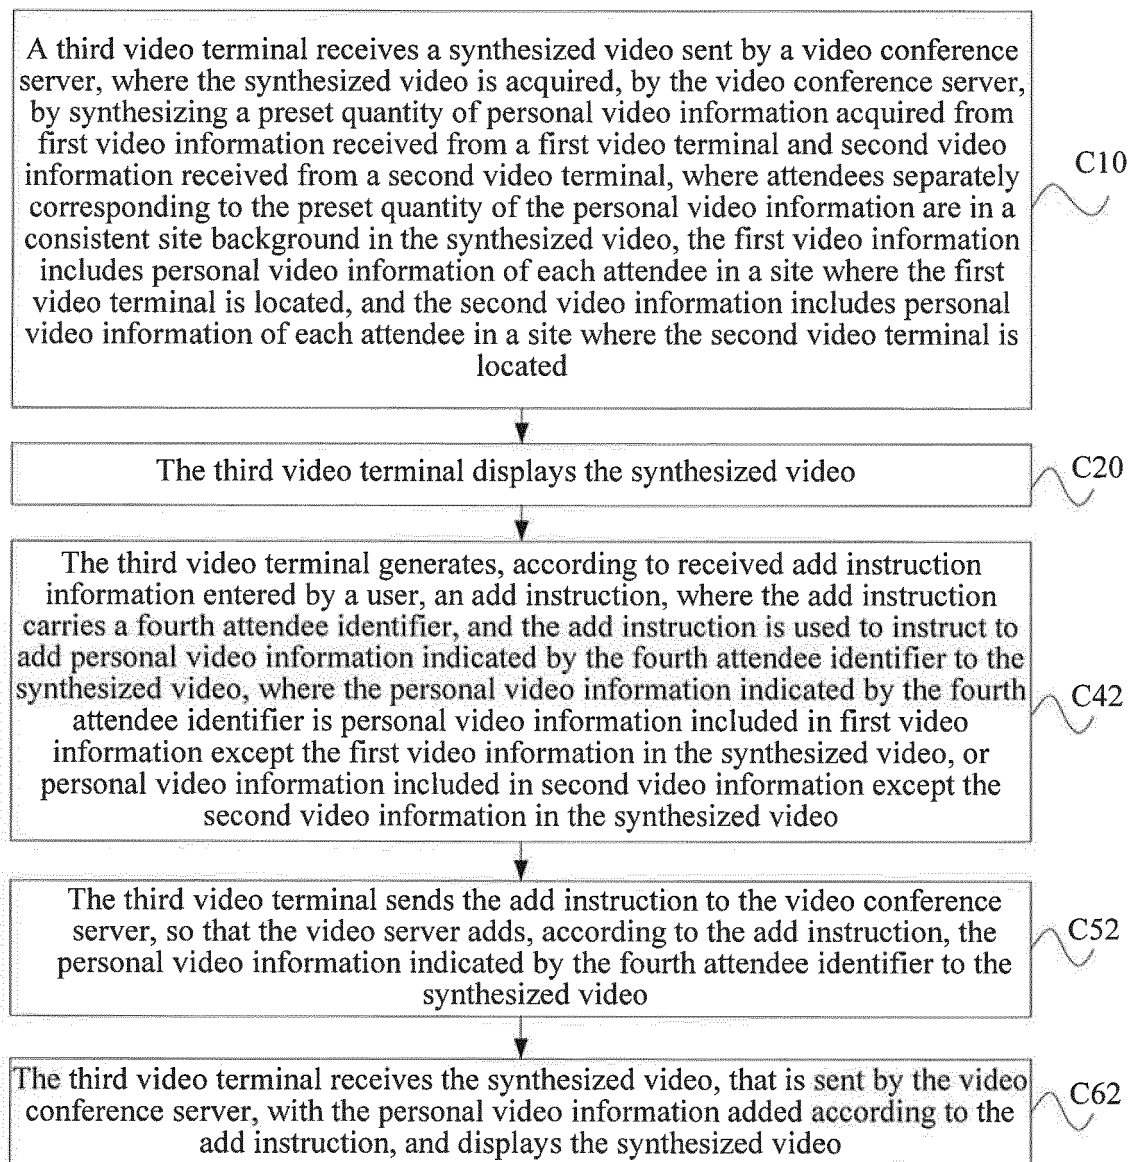 A third video terminal receives a synthesized video sent by a video conference
server, where the synthesized video is acquired, by the video conference server,
by synthesizing a preset quantity of personal video information acquired from
first video information received from a first video terminal and second video
information received from a second video terminal, where attendees separately
corresponding to the preset quantity of the personal video information are in a
consistent site background in the synthesized video, the first video information
includes personal video information of each attendee in a site where the first
video terminal is located, and the second video information includes personal
video information of each attendee in a site where the second video terminal is
located
C10
The third video terminal displays the synthesized video
C20
The third video terminal generates, according to received add instruction
information entered by a user, an add instruction, where the add instruction
carries a fourth attendee identifier, and the add instruction is used to instruct to
add personal video information indicated by the fourth attendee identifier to the
synthesized video, where the personal video information indicated by the fourth
attendee identifier is personal video information included in first video
information except the first video information in the synthesized video, or
personal video information included in second video information except the
second video information in the synthesized video
C42
The third video terminal sends the add instruction to the video conference
server, so that the video server adds, according to the add instruction, the
personal video information indicated by the fourth attendee identifier to the
synthesized video
C52
The third video terminal receives the synthesized video, that is sent by the video
conference server, with the personal video information added according to the
add instruction, and displays the synthesized video
C62